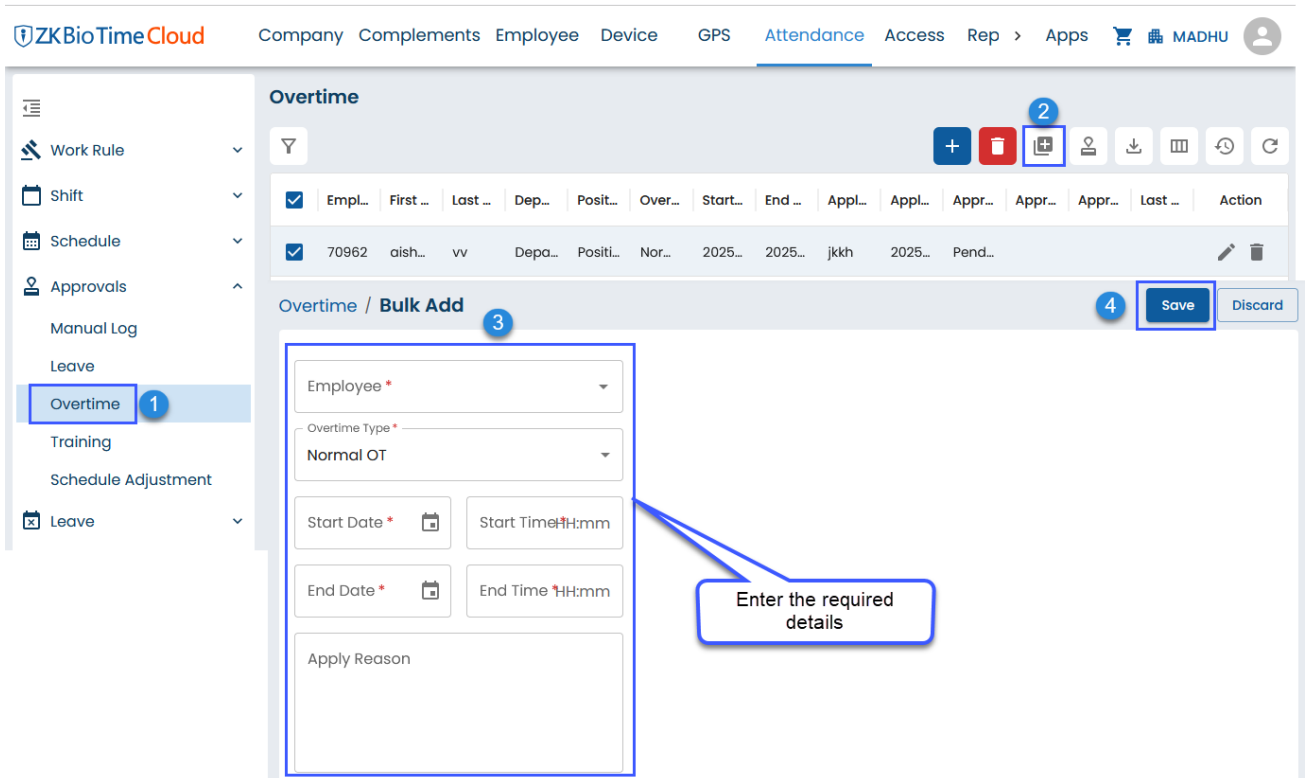 ZKBioTime Cloud
Company Complements Employee Device GPS Attendance Access Rep > Apps MADHU
Overtime
2
Work Rule
Shift
Schedule
Approvals
Manual Log
Leave
Overtime 1
Training
Schedule Adjustment
Leave
Empl... First ... Last ... Dep... Posit... Over... Start... End ... Appl... Appl... Appr... Appr... Appr... Last ... Action
70962 aish... vv Depa... Positi... Nor... 2025... 2025... jkkh 2025... Pend...
Overtime / Bulk Add
3
4 Save Discard
Employee *
Overtime Type *
Normal OT
Start Date * Start Time * HH:mm
End Date * End Time * HH:mm
Apply Reason
Enter the required
details